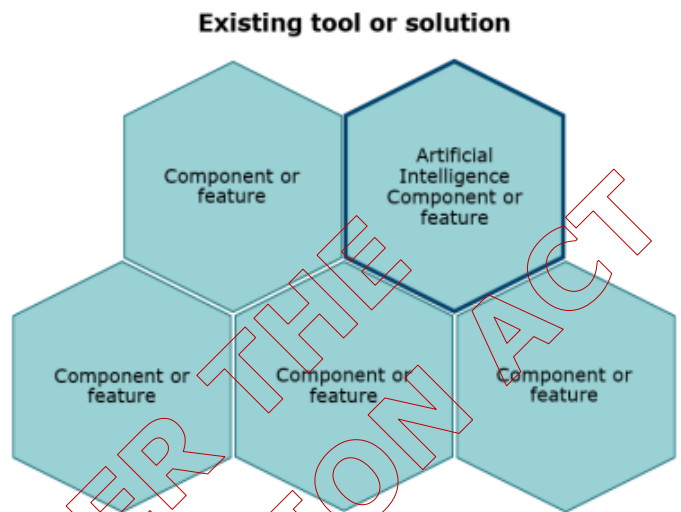 Existing tool or solution
Component or
feature
Artificial
Intelligence
Component or
feature
Component or
feature
Component or
feature
Component or
feature
THE
ACT